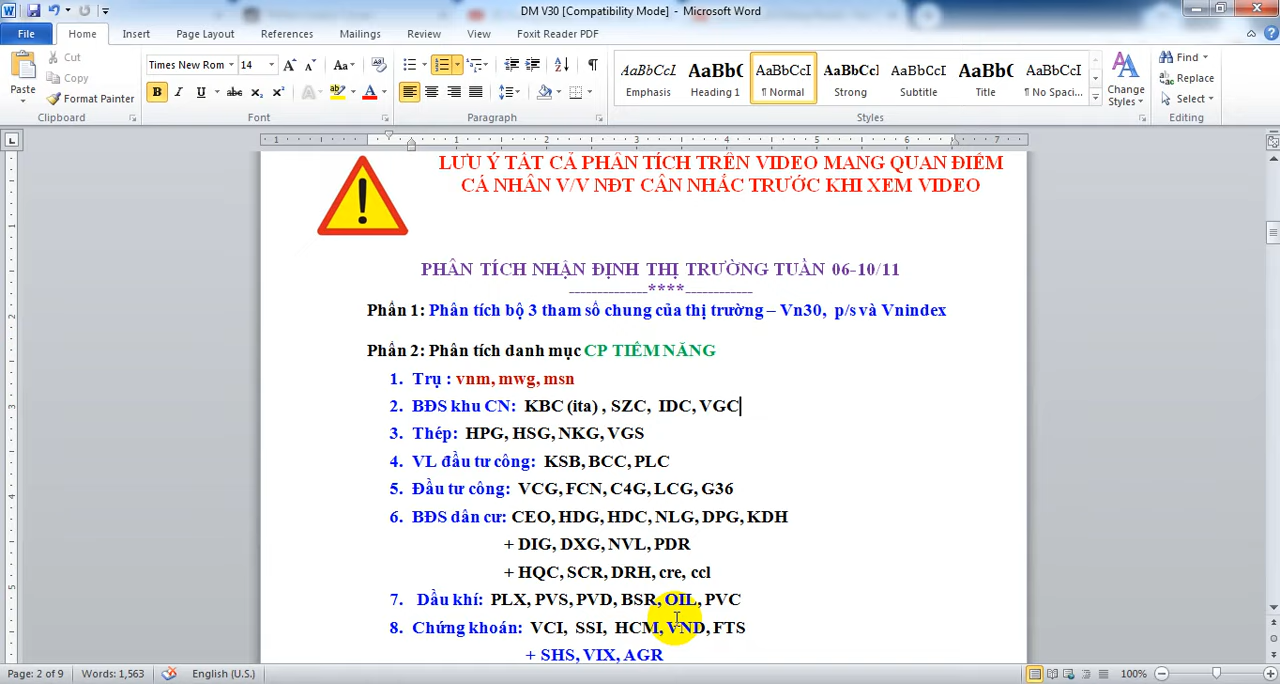 DM V30 [Compatibility Mode] - Microsoft Word
File Home Insert Page Layout References Mailings Review View Foxit Reader PDF
Cut
Copy
Format Painter
Paste
Clipboard
Times New Rom 14
Font
Paragraph
AaBbCcI AaBb( AaBbCcI AaBbCcl AaBbCcI AaBb( AaBbCcI
Emphasis Heading 1 ¶ Normal Strong Subtitle Title ¶ No Spaci...
Styles
Change Styles
Find
Replace
Select
Editing
LƯU Ý TẤT CẢ PHÂN TÍCH TRÊN VIDEO MANG QUAN ĐIỂM
CÁ NHÂN V/V NĐT CÂN NHẮC TRƯỚC KHI XEM VIDEO
PHÂN TÍCH NHẬN ĐỊNH THỊ TRƯỜNG TUẦN 06-10/11
--------------****------------
Phần 1: Phân tích bộ 3 tham số chung của thị trường – Vn30, p/s và Vnindex
Phần 2: Phân tích danh mục CP TIỀM NĂNG
1. Trụ : vnm, mwg, msn
2. BĐS khu CN: KBC (ita) , SZC, IDC, VGC
3. Thép: HPG, HSG, NKG, VGS
4. VL đầu tư công: KSB, BCC, PLC
5. Đầu tư công: VCG, FCN, C4G, LCG, G36
6. BĐS dân cư: CEO, HDG, HDC, NLG, DPG, KDH
+ DIG, DXG, NVL, PDR
+ HQC, SCR, DRH, cre, ccl
7. Dầu khí: PLX, PVS, PVD, BSR, OIL, PVC
8. Chứng khoán: VCI, SSI, HCM, VND, FTS
+ SHS, VIX, AGR
Page: 2 of 9 Words: 1,563 English (U.S.) 100%